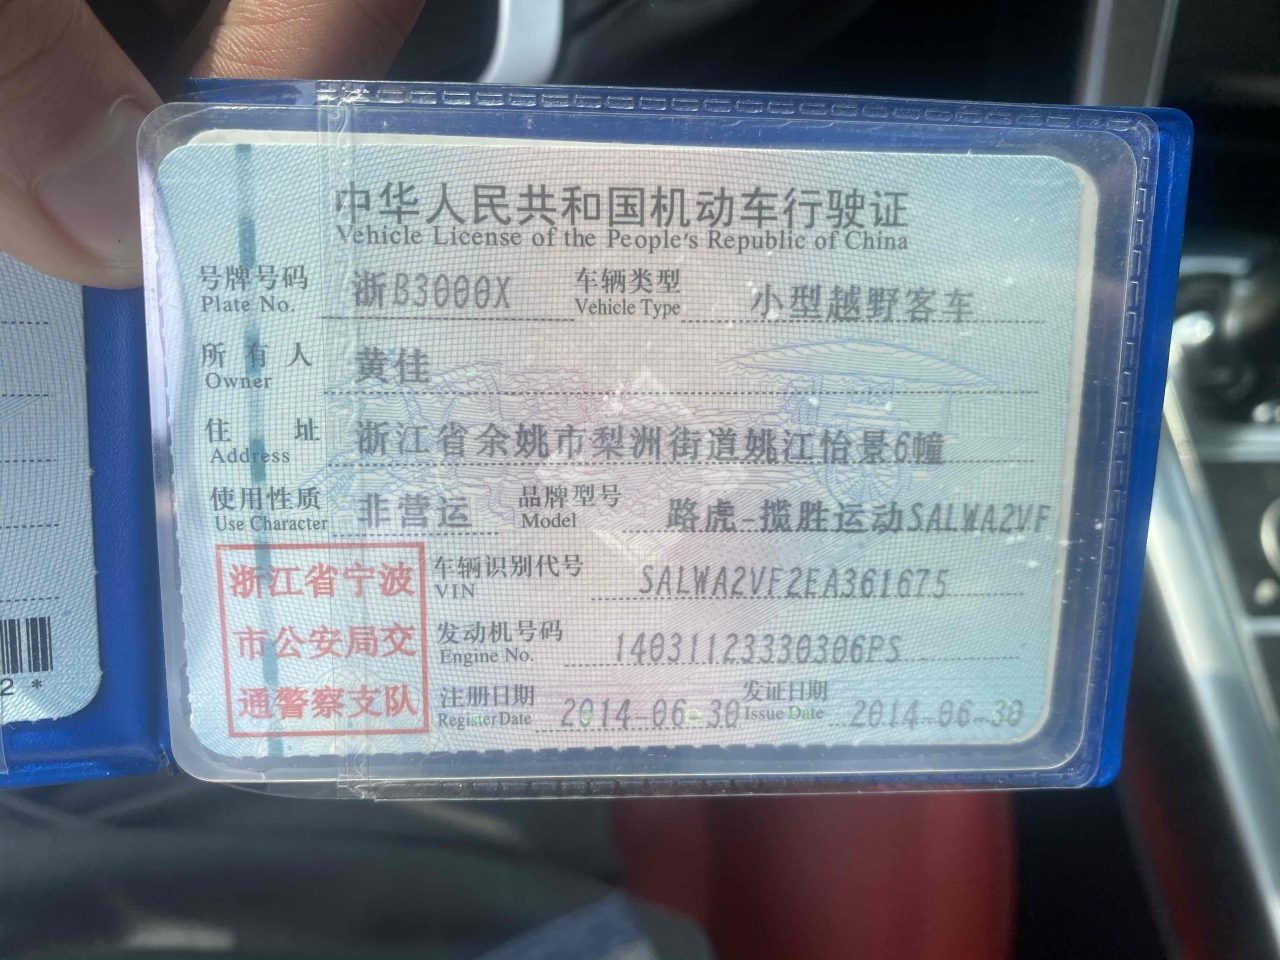 中华人民共和国机动车行驶证
Vehicle License of the People's Republic of China
号牌号码 浙B3000X 车辆类型 小型越野客车
Plate No. Vehicle Type
所有人 黄佳
Owner
住址 浙江省余姚市梨洲街道姚江怡景6幢
Address
使用性质 非营运 品牌型号 路虎-揽胜运动SALWA2VF
Use Character Model
浙江省宁波
市公安局交
通警察支队
车辆识别代号 SALWA2VF2EA361675
VIN
发动机号码 14031123330306PS
Engine No.
注册日期 2014-06-30 发证日期 2014-06-30
Register Date Issue Date
2*